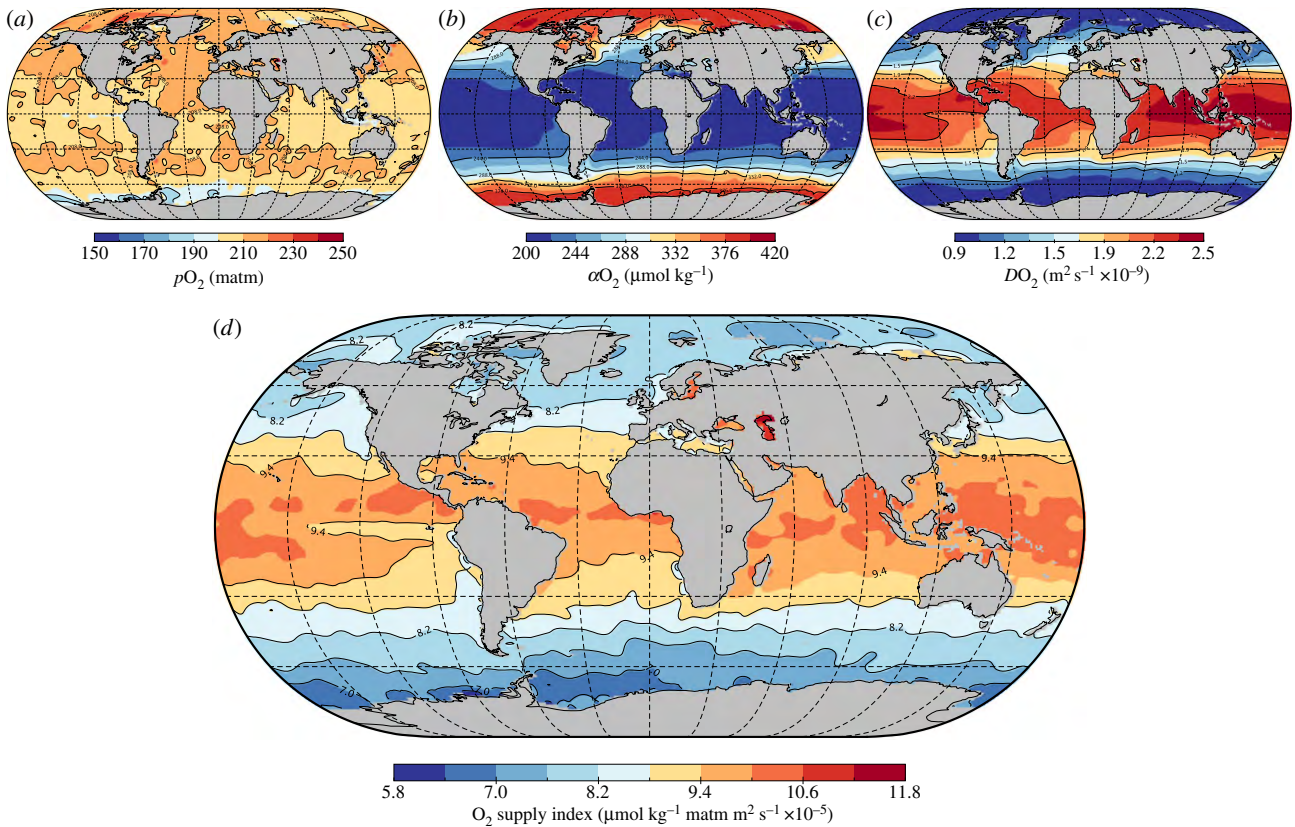 (a)
(b)
(c)
150 170 190 210 230 250
pO₂ (matm)
200 244 288 332 376 420
αO₂ (µmol kg⁻¹)
0.9 1.2 1.5 1.9 2.2 2.5
DO₂ (m² s⁻¹ ×10⁻⁹)
(d)
8.2
8.2
8.2
8.2
9.4
9.4
9.4
9.4
9.4
9.4
8.2
8.2
7.0
5.8 7.0 8.2 9.4 10.6 11.8
O₂ supply index (µmol kg⁻¹ matm m² s⁻¹ ×10⁻⁵)